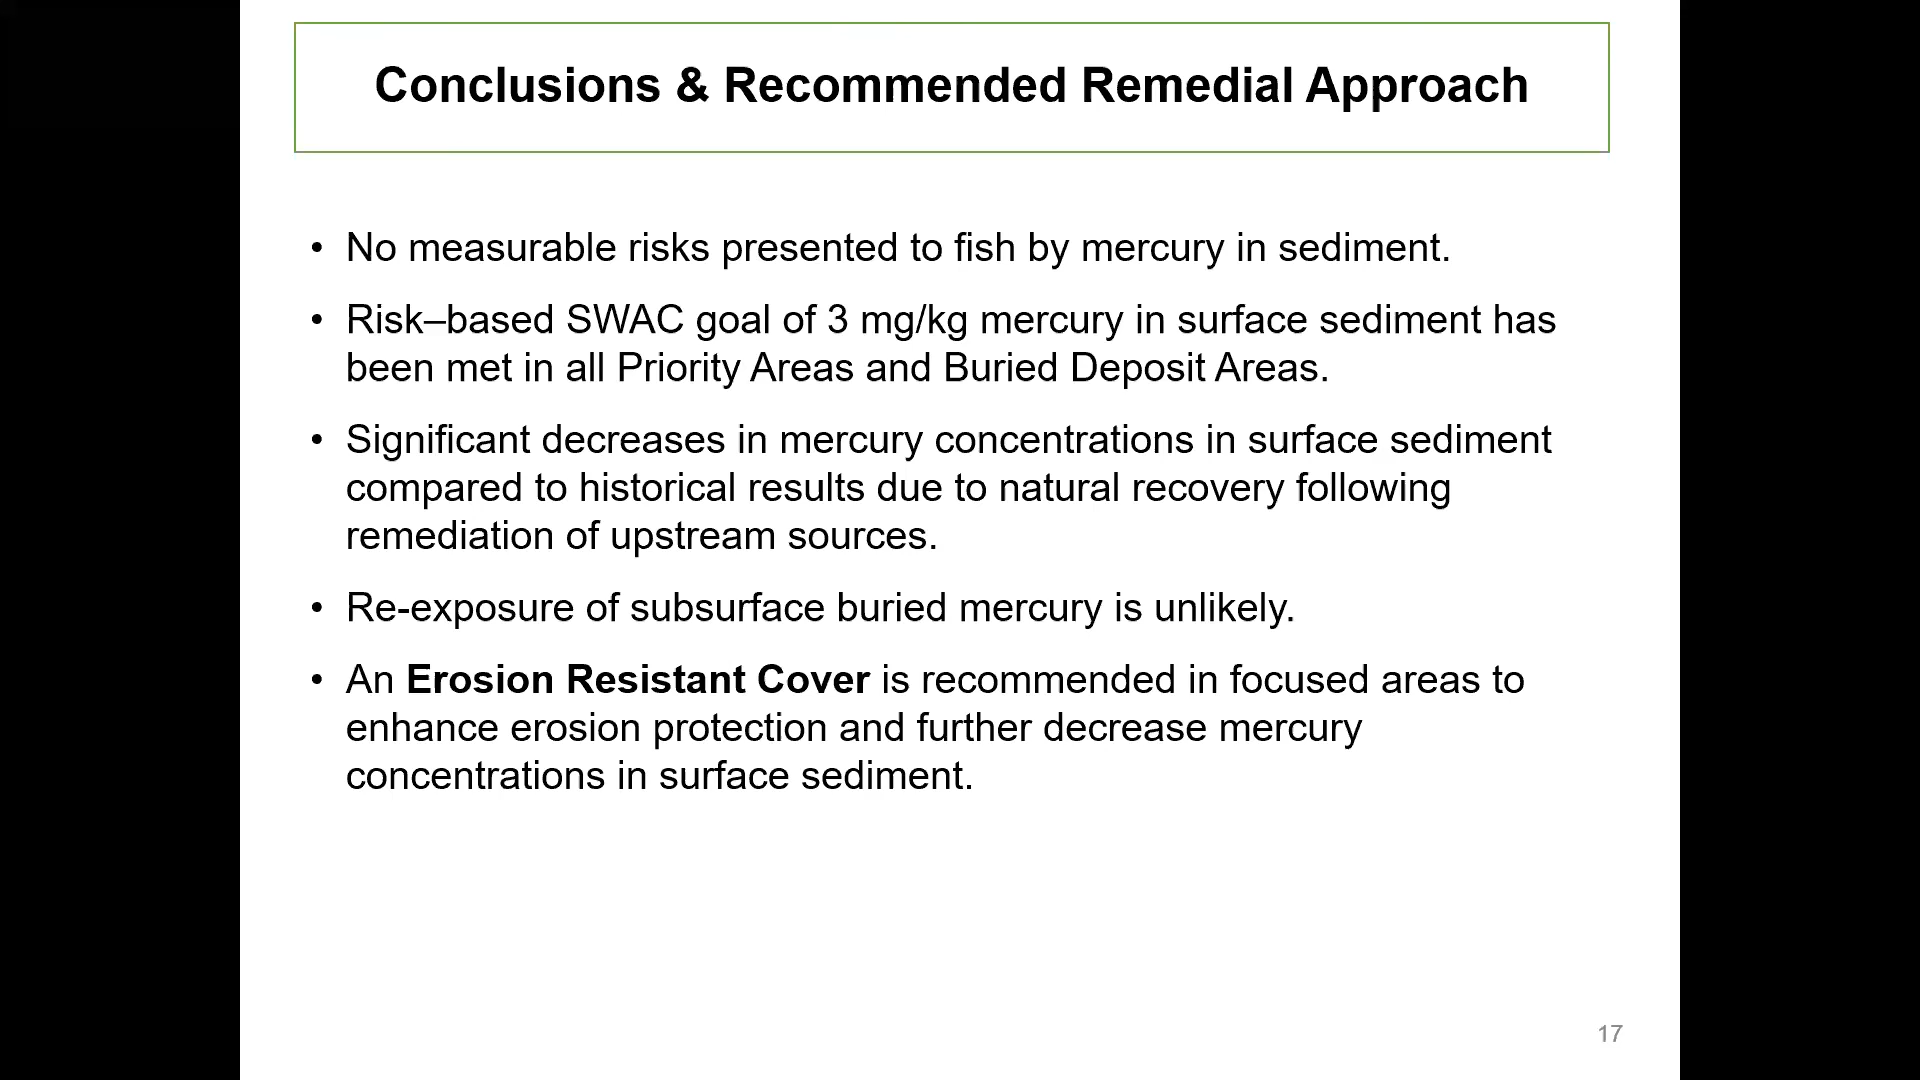 Conclusions & Recommended Remedial Approach
• No measurable risks presented to fish by mercury in sediment.
• Risk–based SWAC goal of 3 mg/kg mercury in surface sediment has
been met in all Priority Areas and Buried Deposit Areas.
• Significant decreases in mercury concentrations in surface sediment
compared to historical results due to natural recovery following
remediation of upstream sources.
• Re-exposure of subsurface buried mercury is unlikely.
• An Erosion Resistant Cover is recommended in focused areas to
enhance erosion protection and further decrease mercury
concentrations in surface sediment.
17